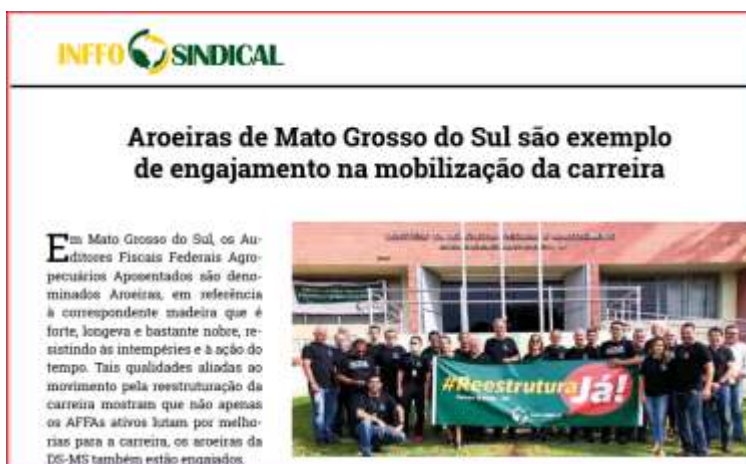 INFFO SINDICAL
Aroeiras de Mato Grosso do Sul são exemplo
de engajamento na mobilização da carreira
Em Mato Grosso do Sul, os Au-
ditores Fiscais Federais Agro-
pecuários Aposentados são deno-
minados Aroeiras, em referência
à correspondente madeira que é
forte, longeva e bastante nobre, re-
sistindo às intempéries e à ação do
tempo. Tais qualidades aliadas ao
movimento pela reestruturação da
carreira mostram que não apenas
os AFFAs ativos lutam por melho-
rias para a carreira, os aroeiras da
DS-MS também estão engajados.
#Reestrutura
Já!